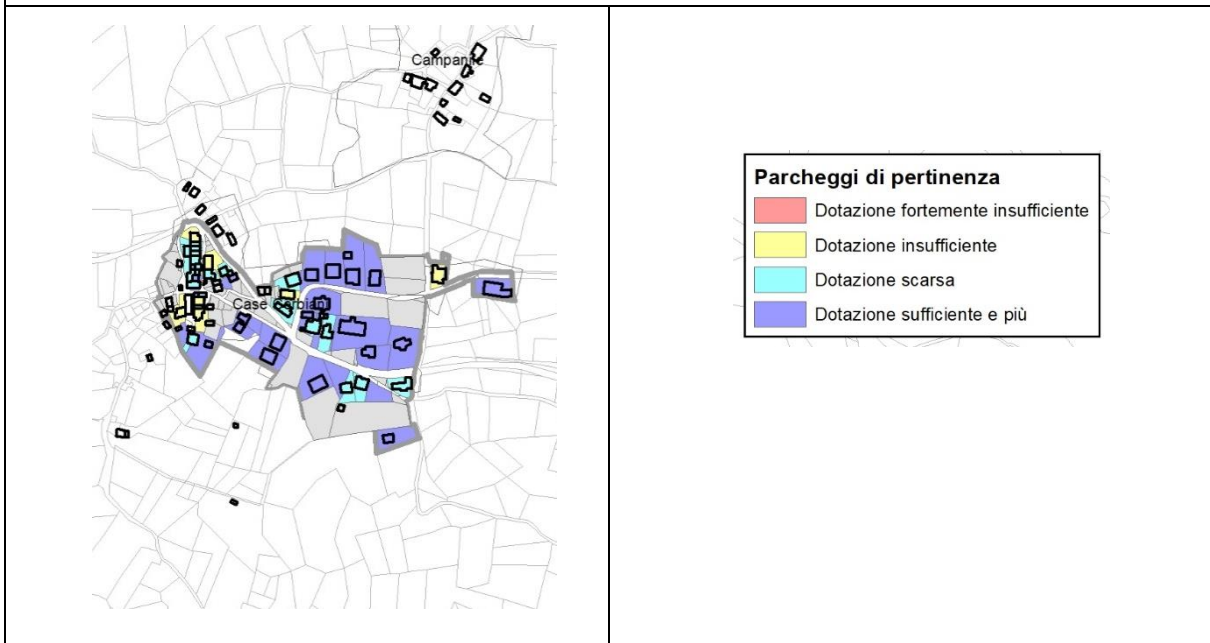 Campanile
Case
Parcheggi di pertinenza
Dotazione fortemente insufficiente
Dotazione insufficiente
Dotazione scarsa
Dotazione sufficiente e più